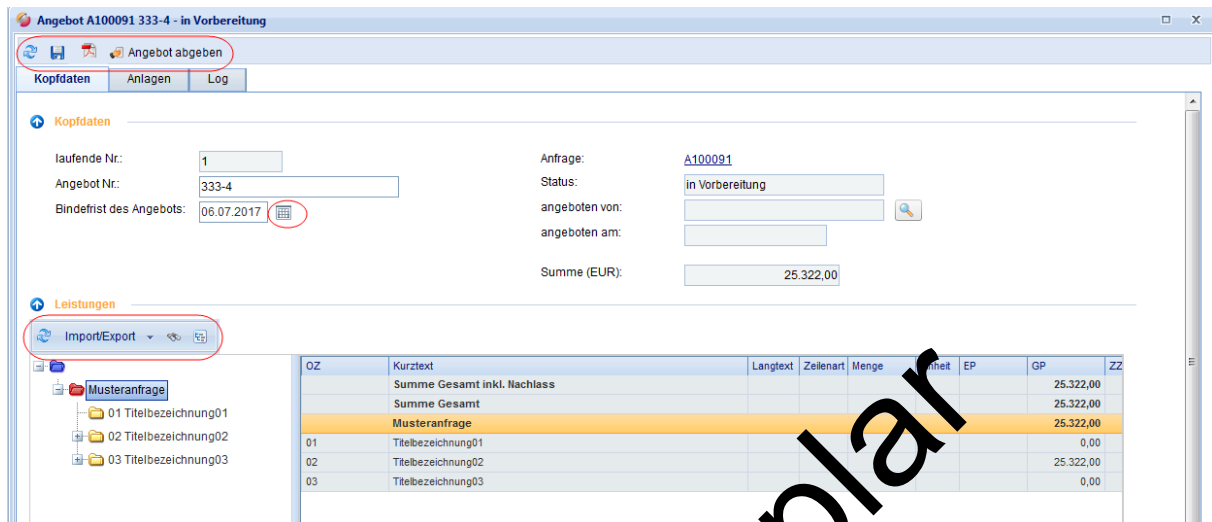 Angebot A100091 333-4 - in Vorbereitung
X
Angebot abgeben
Kopfdaten Anlagen Log
Kopfdaten
laufende Nr.: 1 Anfrage: A100091
Angebot Nr.: 333-4 Status: in Vorbereitung
Bindefrist des Angebots: 06.07.2017 angeboten von:
angeboten am:
Summe (EUR): 25.322,00
Leistungen
Import/Export
OZ Kurztext Langtext Zeilenart Menge EP GP ZZ
Musteranfrage
01 Titelbezeichnung01
02 Titelbezeichnung02
03 Titelbezeichnung03
Summe Gesamt inkl. Nachlass 25.322,00
Summe Gesamt 25.322,00
Musteranfrage 25.322,00
01 Titelbezeichnung01 0,00
02 Titelbezeichnung02 25.322,00
03 Titelbezeichnung03 0,00
plar